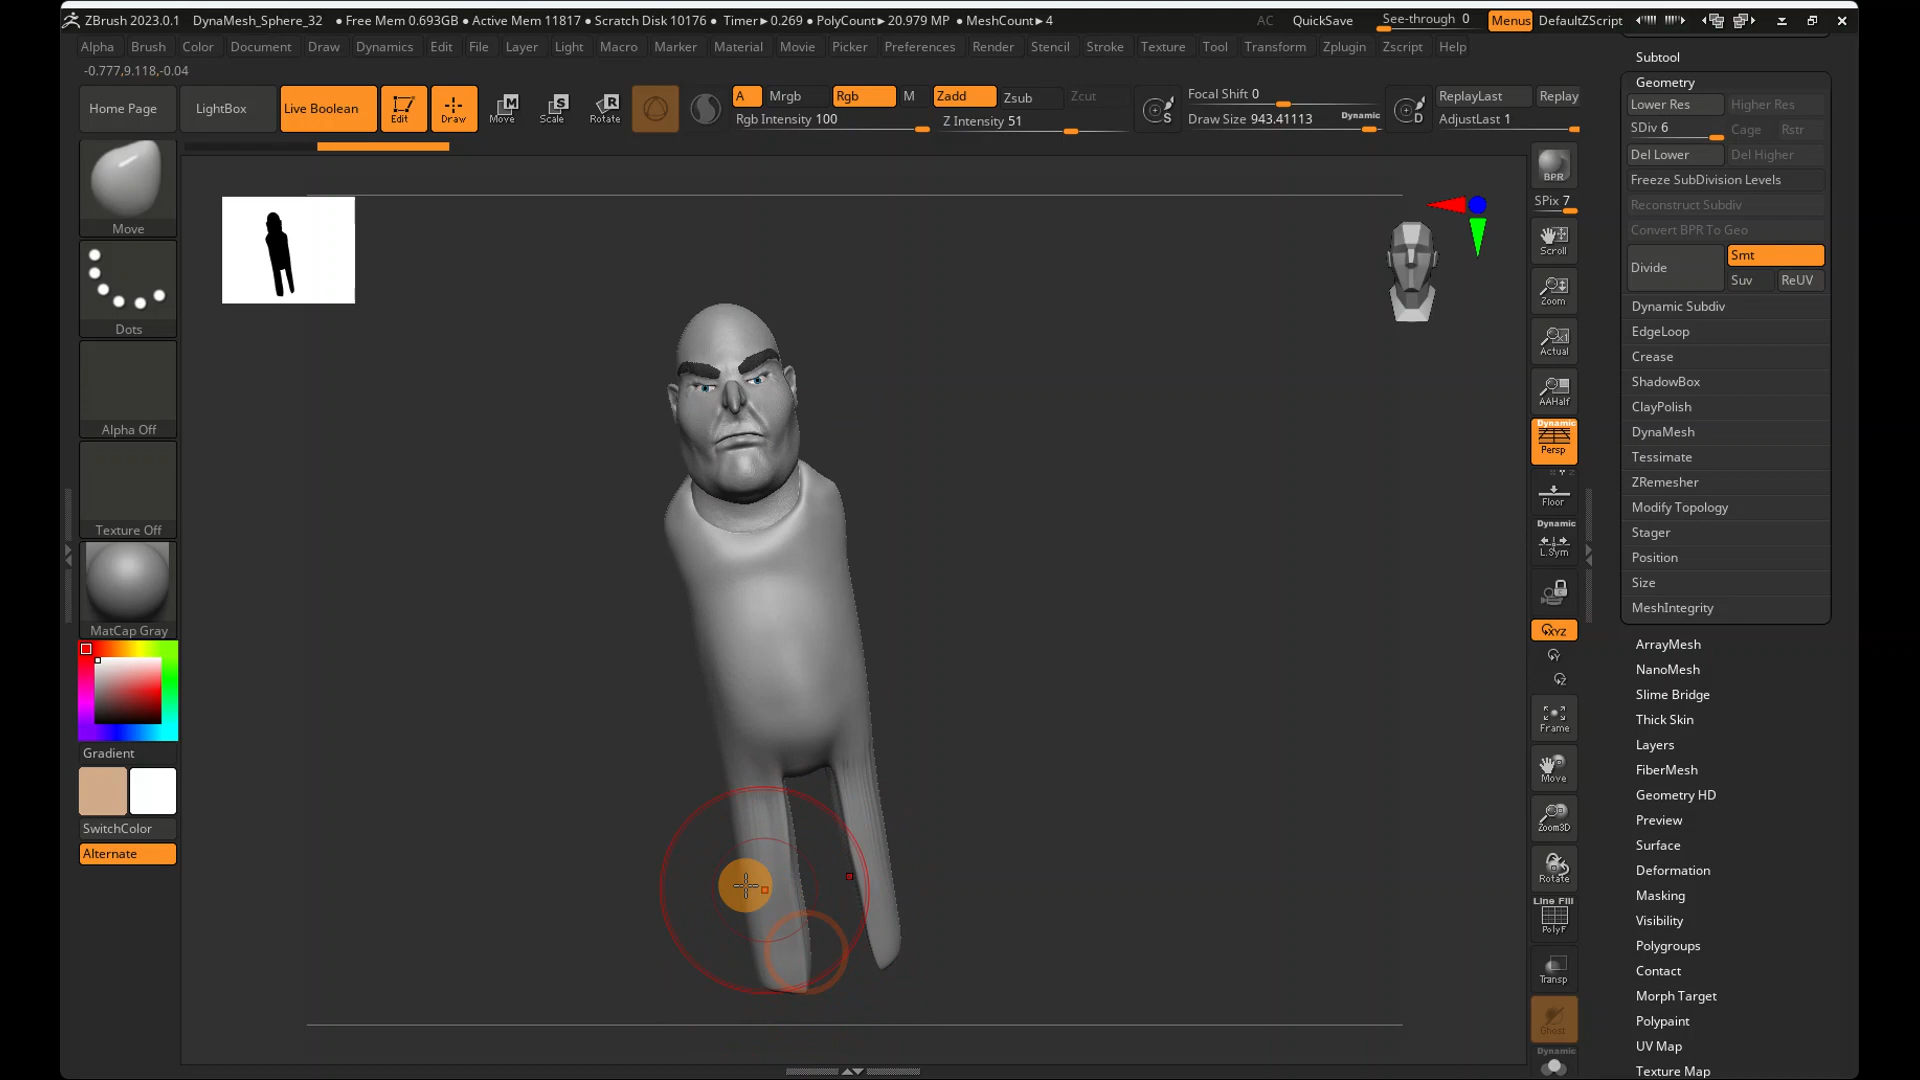 ZBrush 2023.0.1 DynaMesh_Sphere_32 ● Free Mem 0.693GB ● Active Mem 11817 ● Scratch Disk 10176 ● Timer►0.269 ● PolyCount►20.979 MP ● MeshCount►4 AC QuickSave See-through 0 Menus DefaultZScript
Alpha Brush Color Document Draw Dynamics Edit File Layer Light Macro Marker Material Movie Picker Preferences Render Stencil Stroke Texture Tool Transform Zplugin Zscript Help
-0.777,9.118,-0.04
Home Page LightBox Live Boolean Edit Draw Move Scale Rotate
A Mrgb Rgb M Zadd Zsub Zcut
Rgb Intensity 100 Z Intensity 51
Focal Shift 0
Draw Size 943.41113 Dynamic
ReplayLast Replay
AdjustLast 1
Move
Dots
Alpha Off
Texture Off
MatCap Gray
Gradient
SwitchColor
Alternate
BPR
SPix 7
Scroll
Zoom
Actual
AAHalf
Dynamic
Persp
Floor
Dynamic
L.Sym
XYZ
Frame
Move
Zoom3D
Rotate
Line Fill
PolyF
Transp
Ghost
Dynamic
Subtool
Geometry
Lower Res Higher Res
SDiv 6 Cage Rstr
Del Lower Del Higher
Freeze SubDivision Levels
Reconstruct Subdiv
Convert BPR To Geo
Divide Smt
Suv ReUV
Dynamic Subdiv
EdgeLoop
Crease
ShadowBox
ClayPolish
DynaMesh
Tessimate
ZRemesher
Modify Topology
Stager
Position
Size
MeshIntegrity
ArrayMesh
NanoMesh
Slime Bridge
Thick Skin
Layers
FiberMesh
Geometry HD
Preview
Surface
Deformation
Masking
Visibility
Polygroups
Contact
Morph Target
Polypaint
UV Map
Texture Map